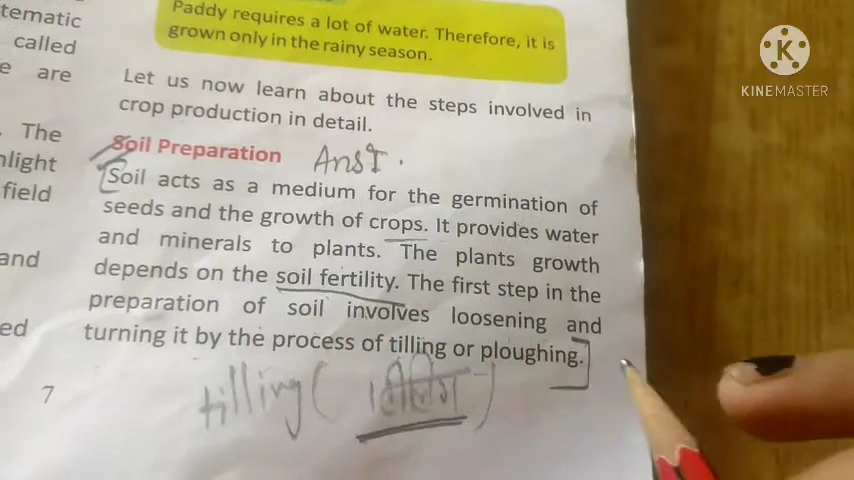 Paddy requires a lot of water. Therefore, it is
grown only in the rainy season.
tematic
called
e are
Let us now learn about the steps involved in
crop production in detail.
. The
nlight
field
and
ed
Soil Preparation Ans I.
Soil acts as a medium for the germination of
seeds and the growth of crops. It provides water
and minerals to plants. The plants growth
depends on the soil fertility. The first step in the
preparation of soil involves loosening and
turning it by the process of tilling or ploughing.
tilling (
7
K
KINEMASTER